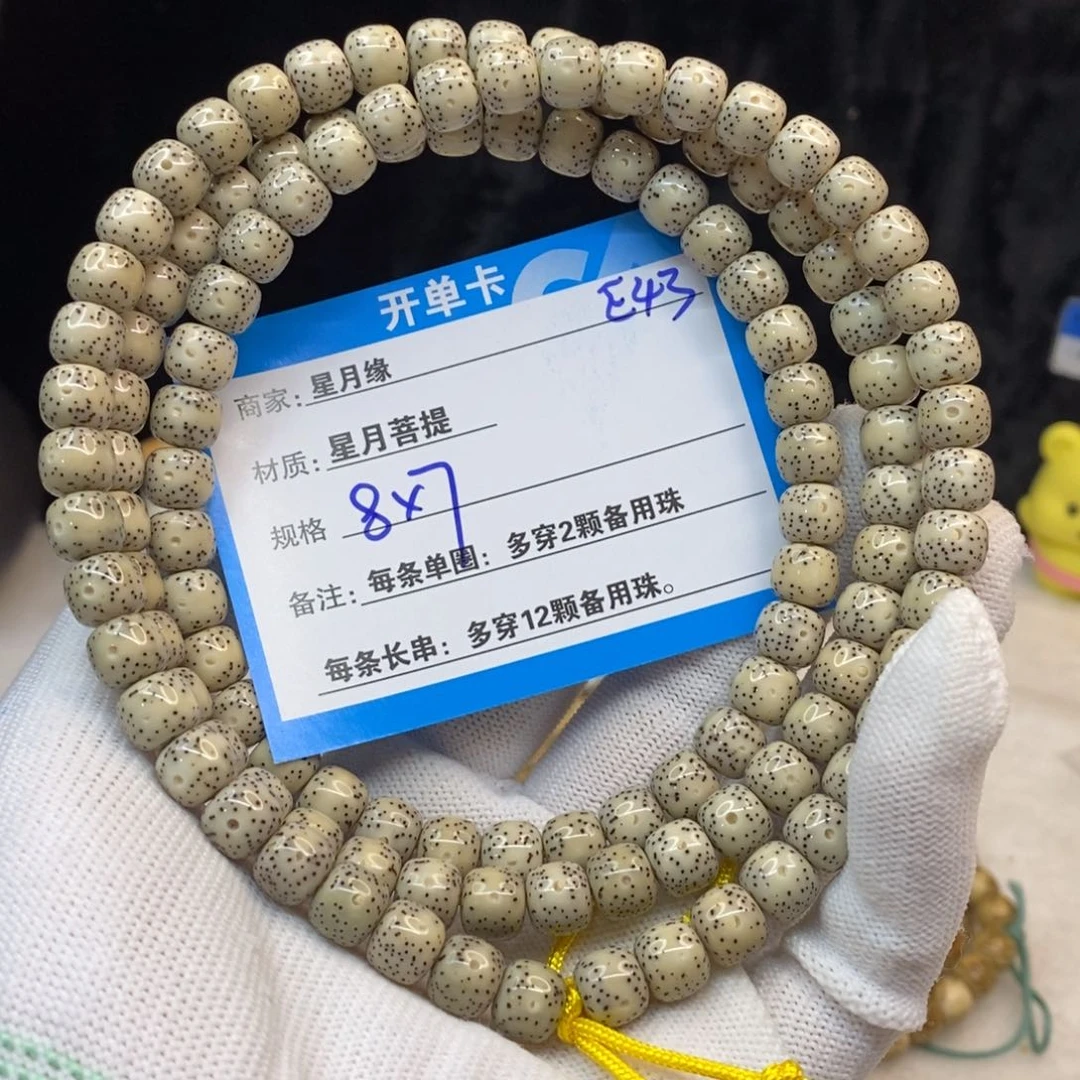 开单卡
E43
商家：星月缘
材质：星月菩提
规格 8x7
备注：每条单圈：多穿2颗备用珠
每条长串：多穿12颗备用珠。